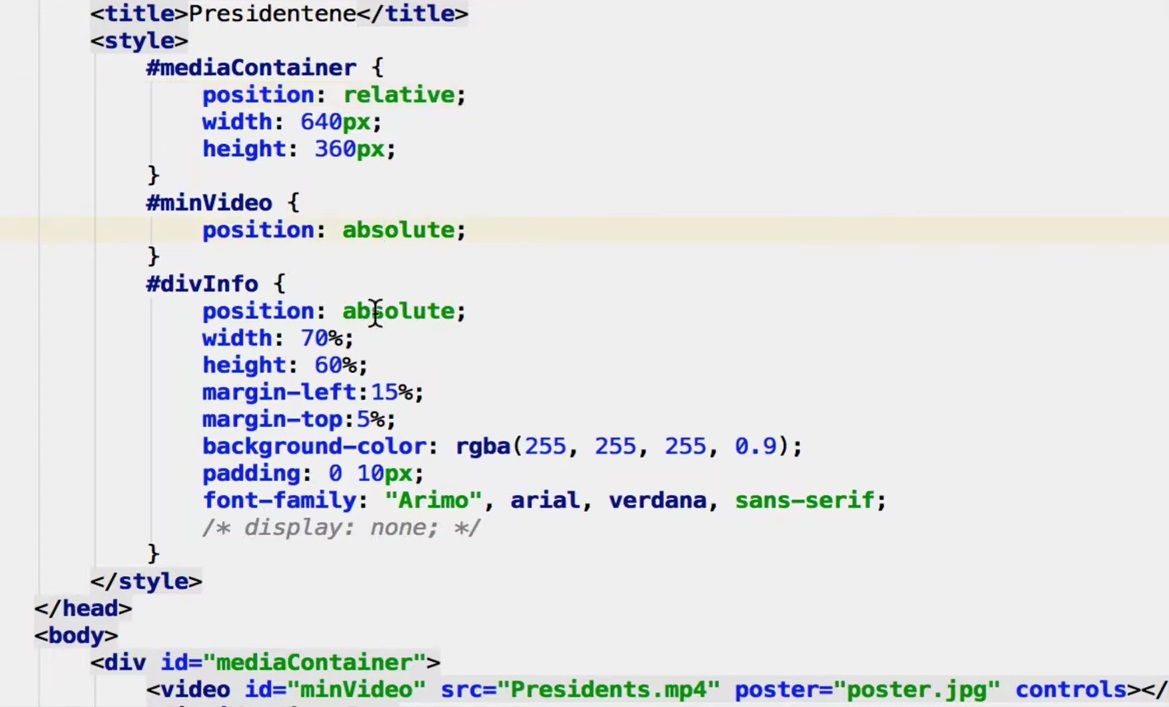 <title>Presidentene</title>
<style>
#mediaContainer {
position: relative;
width: 640px;
height: 360px;
}
#minVideo {
position: absolute;
}
#divInfo {
position: absolute;
width: 70%;
height: 60%;
margin-left:15%;
margin-top:5%;
background-color: rgba(255, 255, 255, 0.9);
padding: 0 10px;
font-family: "Arimo", arial, verdana, sans-serif;
/* display: none; */
}
</style>
</head>
<body>
<div id="mediaContainer">
<video id="minVideo" src="Presidents.mp4" poster="poster.jpg" controls></